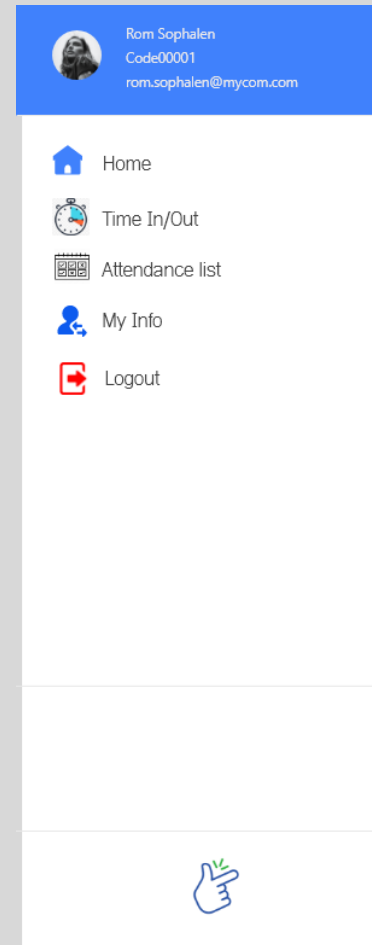 Rom Sophalen
Code00001
rom.sophalen@mycom.com
Home
Time In/Out
Attendance list
My Info
Logout